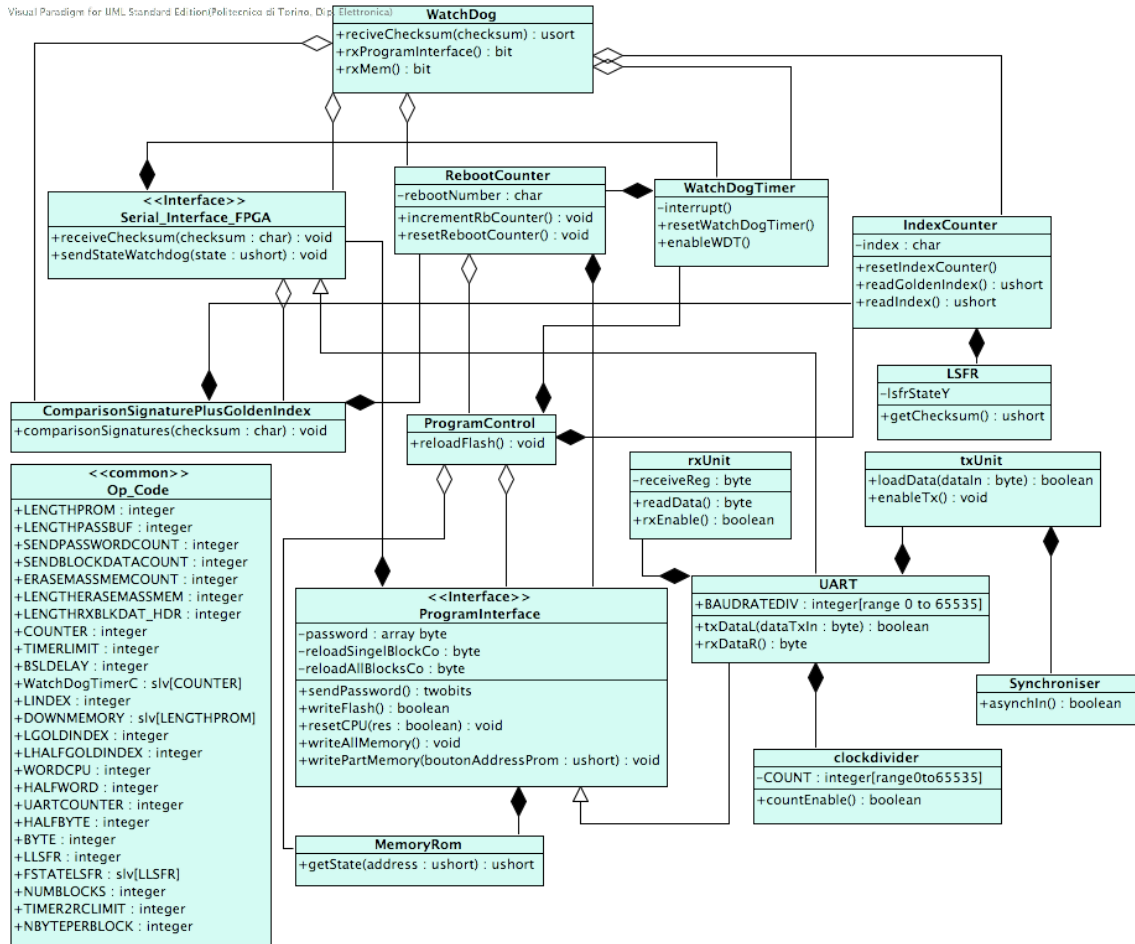 Visual Paradigm for UML Standard Edition(Politecnico di Torino, Dip. Elettronica)
WatchDog
+reciveChecksum(checksum) : usort
+rxProgramInterface() : bit
+rxMem() : bit
<<Interface>>
Serial_Interface_FPGA
+receiveChecksum(checksum : char) : void
+sendStateWatchdog(state : ushort) : void
RebootCounter
-rebootNumber : char
+incrementRbCounter() : void
+resetRebootCounter() : void
WatchDogTimer
-interrupt()
+resetWatchDogTimer()
+enableWDT()
IndexCounter
-index : char
+resetIndexCounter()
+readGoldenIndex() : ushort
+readIndex() : ushort
LSFR
-lsfrStateY
+getChecksum() : ushort
ComparisonSignaturePlusGoldenIndex
+comparisonSignatures(checksum : char) : void
ProgramControl
+reloadFlash() : void
<<common>>
Op_Code
+LENGTHPROM : integer
+LENGTHPASSBUF : integer
+SENDPASSWORDCOUNT : integer
+SENDBLOCKDATACOUNT : integer
+ERASEMASSMEMCOUNT : integer
+LENGTHERASEMASSMEM : integer
+LENGTHRXBLKDAT_HDR : integer
+COUNTER : integer
+TIMERLIMIT : integer
+BSLDELAY : integer
+WatchDogTimerC : slv[COUNTER]
+LINDEX : integer
+DOWNMEMORY : slv[LENGTHPROM]
+LGOLDINDEX : integer
+LHALFGOLDINDEX : integer
+WORDCPU : integer
+HALFWORD : integer
+UARTCOUNTER : integer
+HALFBYTE : integer
+BYTE : integer
+LLSFR : integer
+FSTATELSFR : slv[LLSFR]
+NUMBLOCKS : integer
+TIMER2RCLIMIT : integer
+NBYTEPERBLOCK : integer
rxUnit
-receiveReg : byte
+readData() : byte
+rxEnable() : boolean
txUnit
+loadData(dataIn : byte) : boolean
+enableTx() : void
UART
+BAUDRATEDIV : integer[range 0 to 65535]
+txDataL(dataTxIn : byte) : boolean
+rxDataR() : byte
<<Interface>>
ProgramInterface
-password : array byte
-reloadSingelBlockCo : byte
-reloadAllBlocksCo : byte
+sendPassword() : twobits
+writeFlash() : boolean
+resetCPU(res : boolean) : void
+writeAllMemory() : void
+writePartMemory(boutonAddressProm : ushort) : void
Synchroniser
+asynchIn() : boolean
clockdivider
-COUNT : integer[range0to65535]
+countEnable() : boolean
MemoryRom
+getState(address : ushort) : ushort